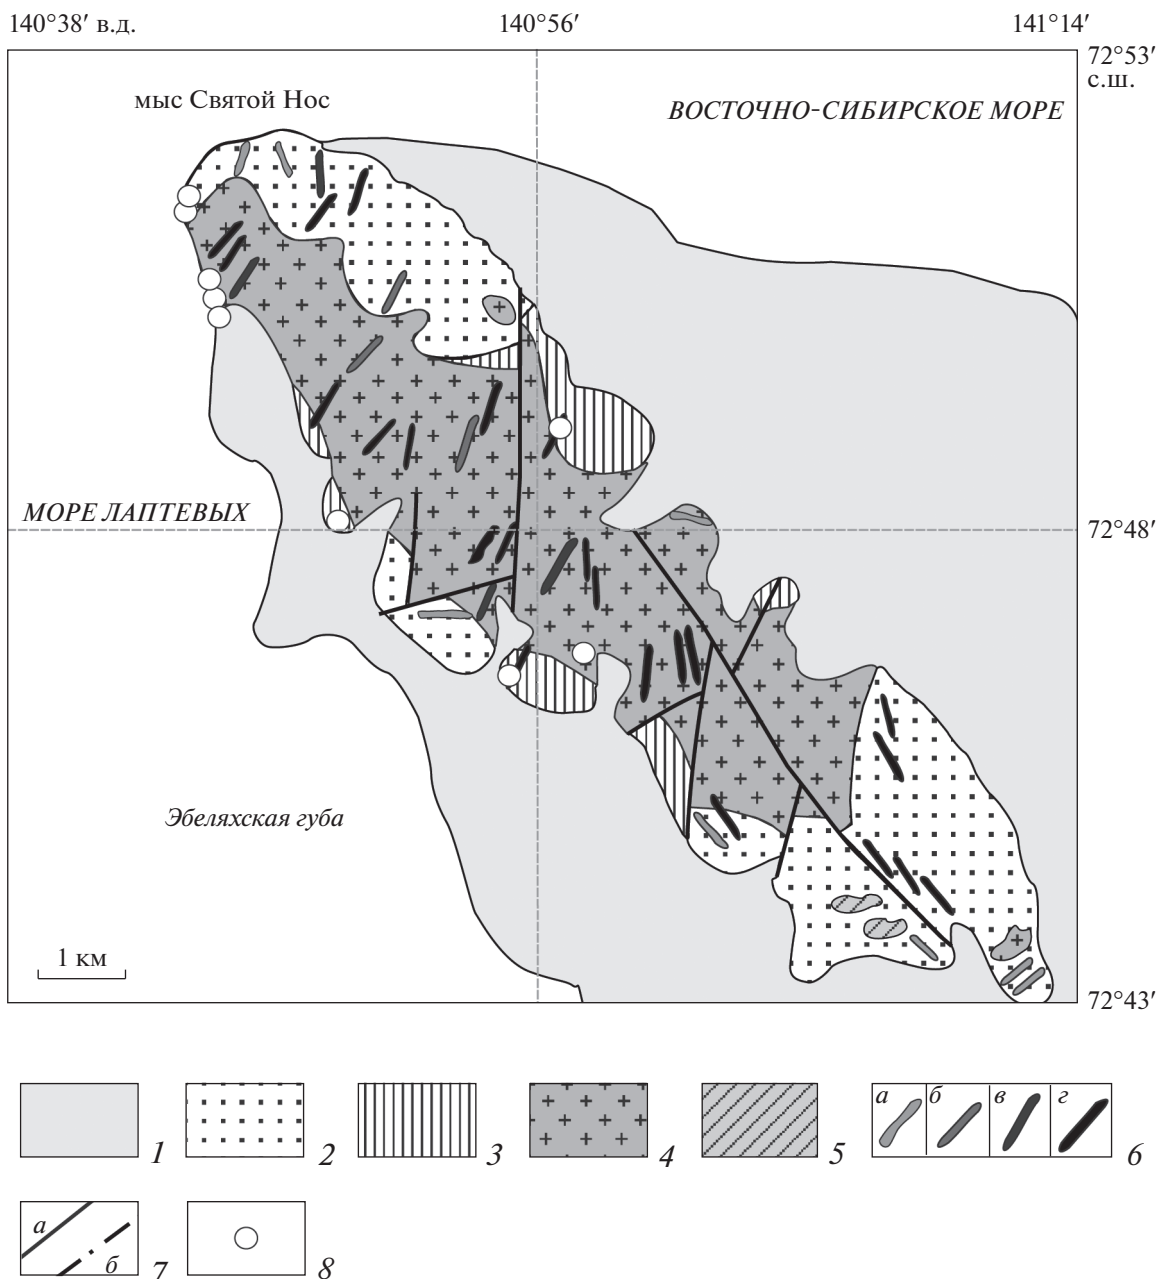 140°38′ в.д.
140°56′
141°14′
72°53′
с.ш.
мыс Святой Нос
ВОСТОЧНО-СИБИРСКОЕ МОРЕ
МОРЕ ЛАПТЕВЫХ
72°48′
Эбеляхская губа
1 км
72°43′
1
2
3
4
5
а б в г
6
а
б
7
8